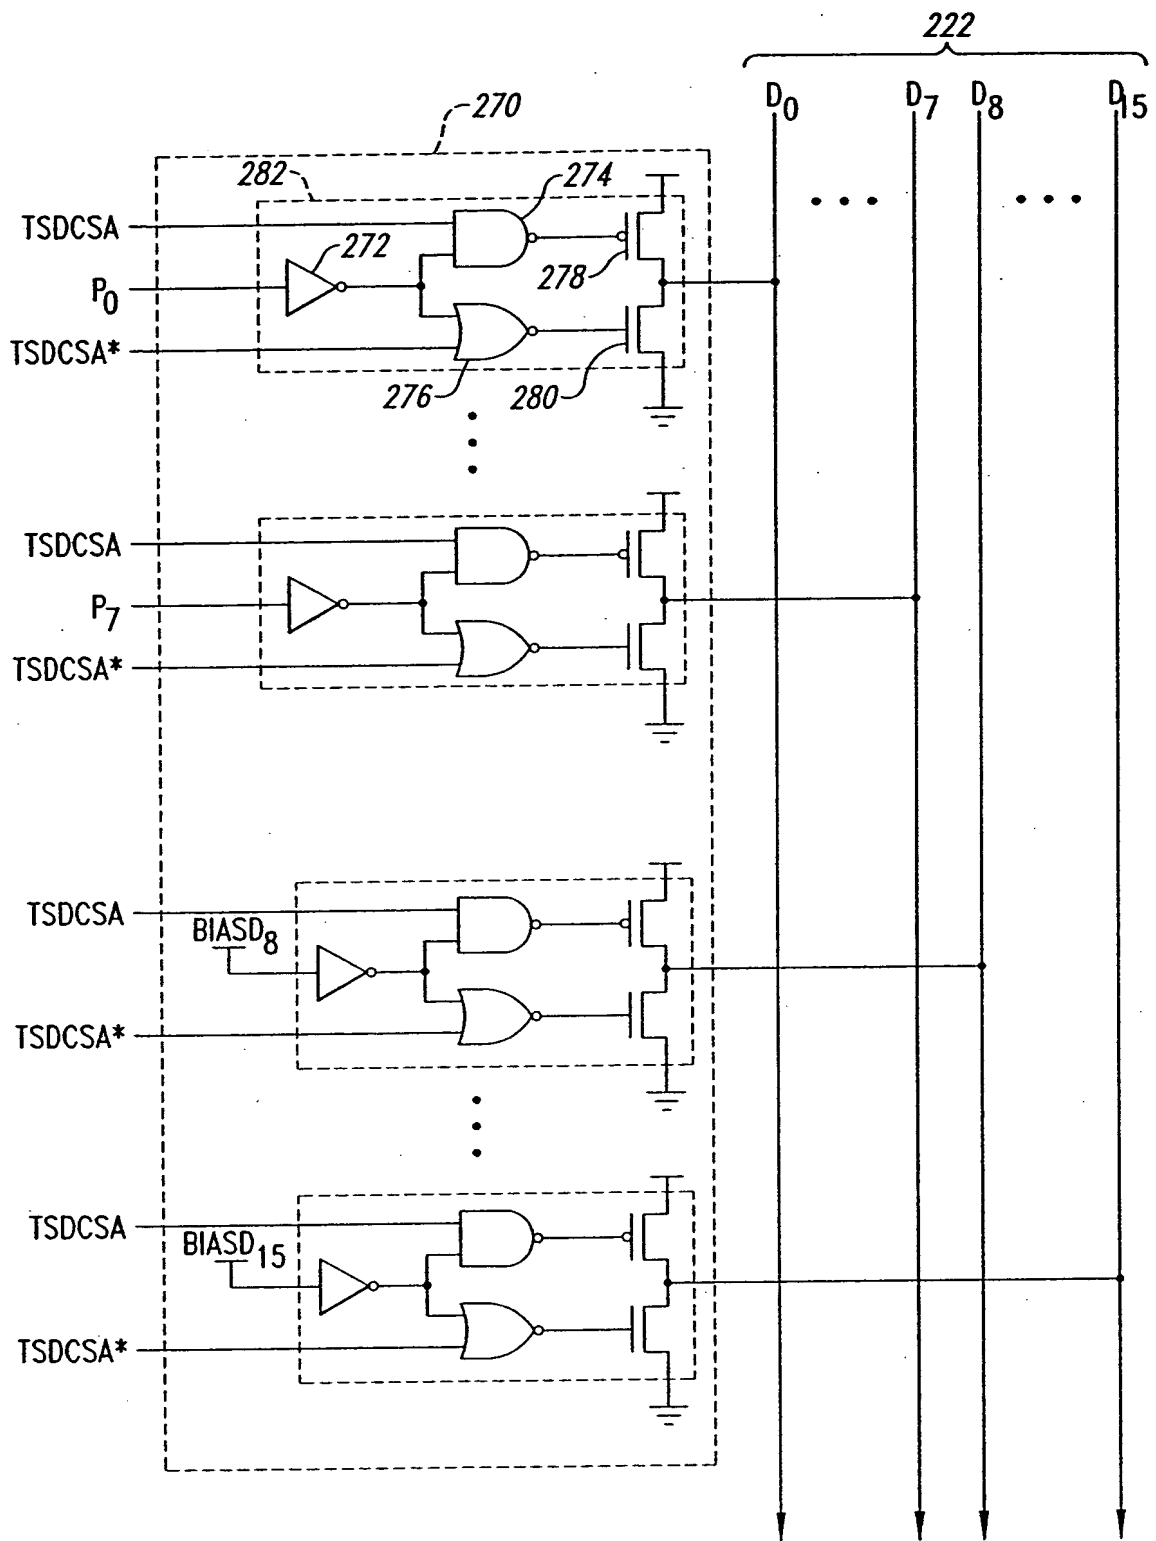 222
D0 D7 D8 D15
270
282
274
TSDCSA
272
P0
278
TSDCSA*
276
280
TSDCSA
P7
TSDCSA*
TSDCSA
BIASD8
TSDCSA*
TSDCSA
BIASD15
TSDCSA*